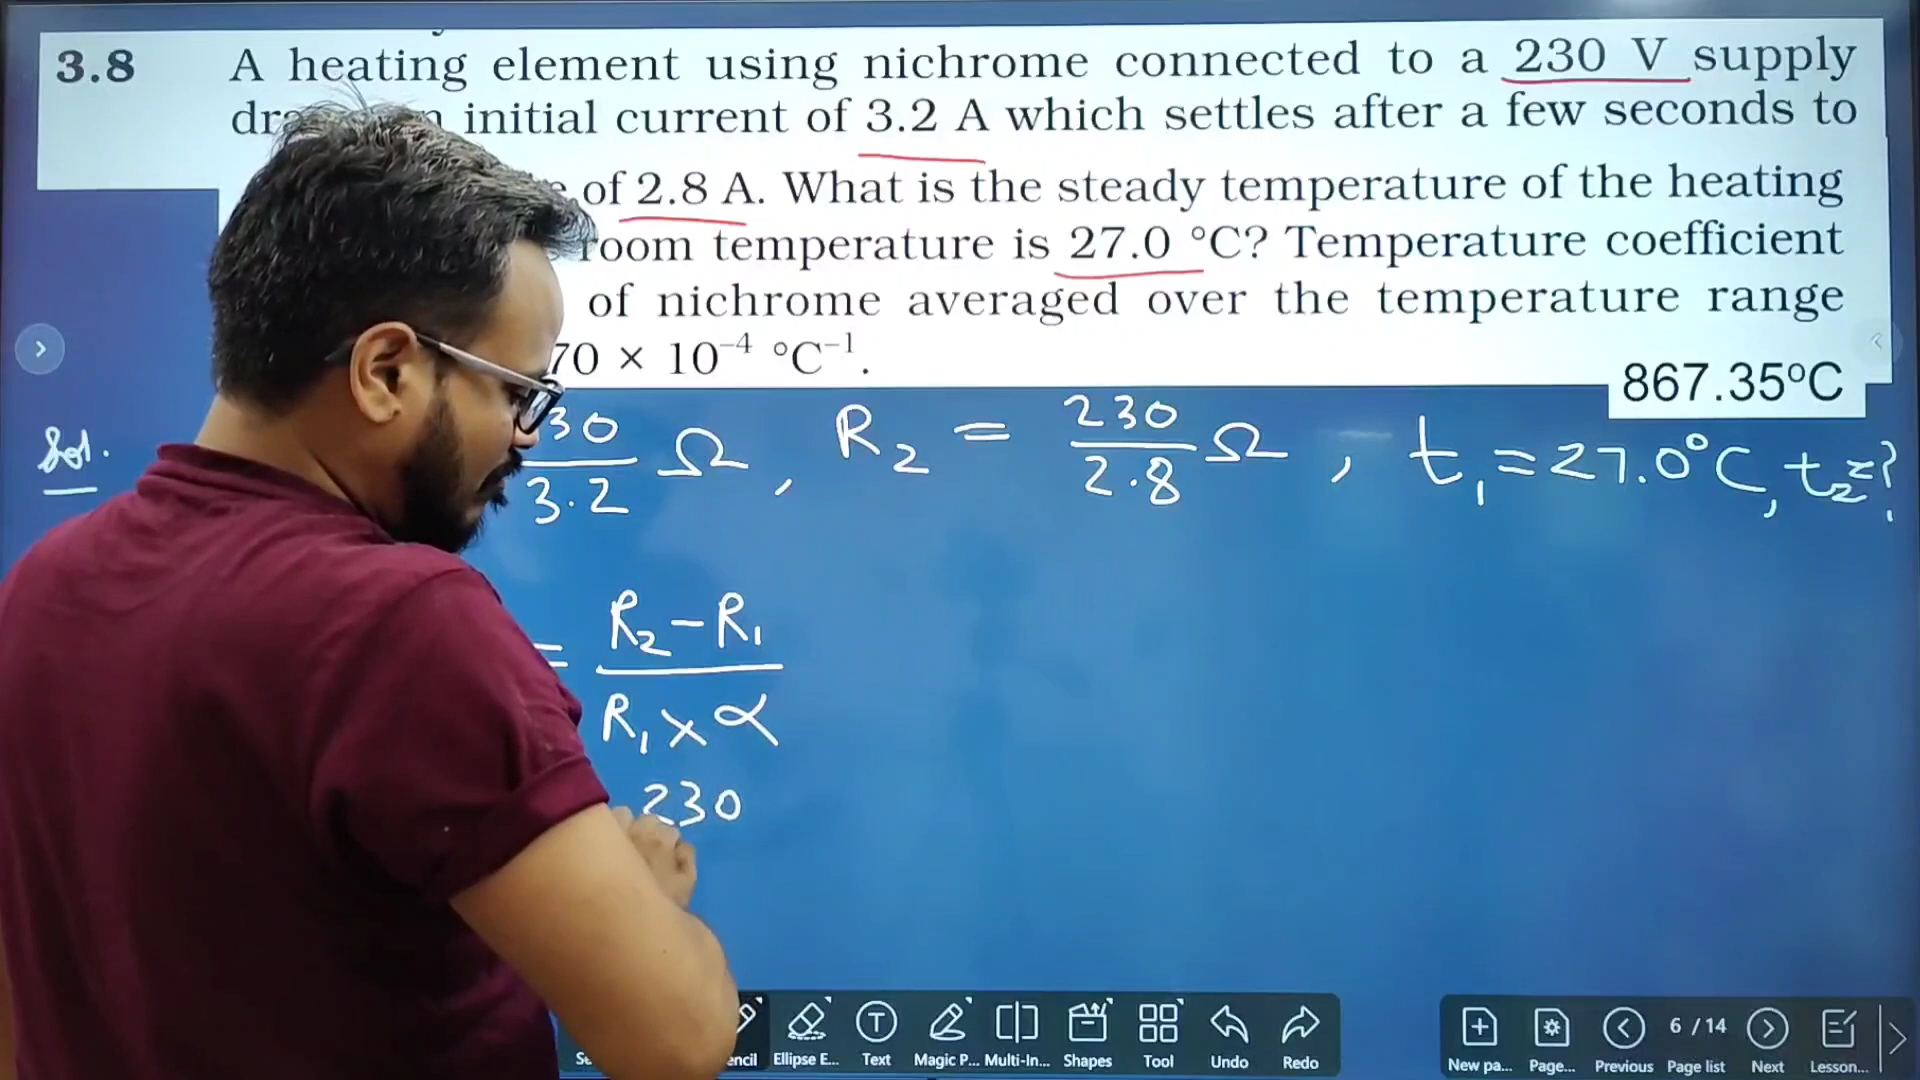 3.8 A heating element using nichrome connected to a 230 V supply
initial current of 3.2 A which settles after a few seconds to
of 2.8 A. What is the steady temperature of the heating
room temperature is 27.0 °C? Temperature coefficient
of nichrome averaged over the temperature range
70 × 10⁻⁴ °C⁻¹.
867.35ºC
Sol. 30/3.2 Ω, R₂ = 230/2.8 Ω, t₁ = 27.0°C, t₂ = ?
= R₂ − R₁ / R₁ × α
230
Ellipse E... Text Magic P... Multi-In... Shapes Tool Undo Redo
New pa... Page... Previous 6 / 14 Page list Next Lesson...